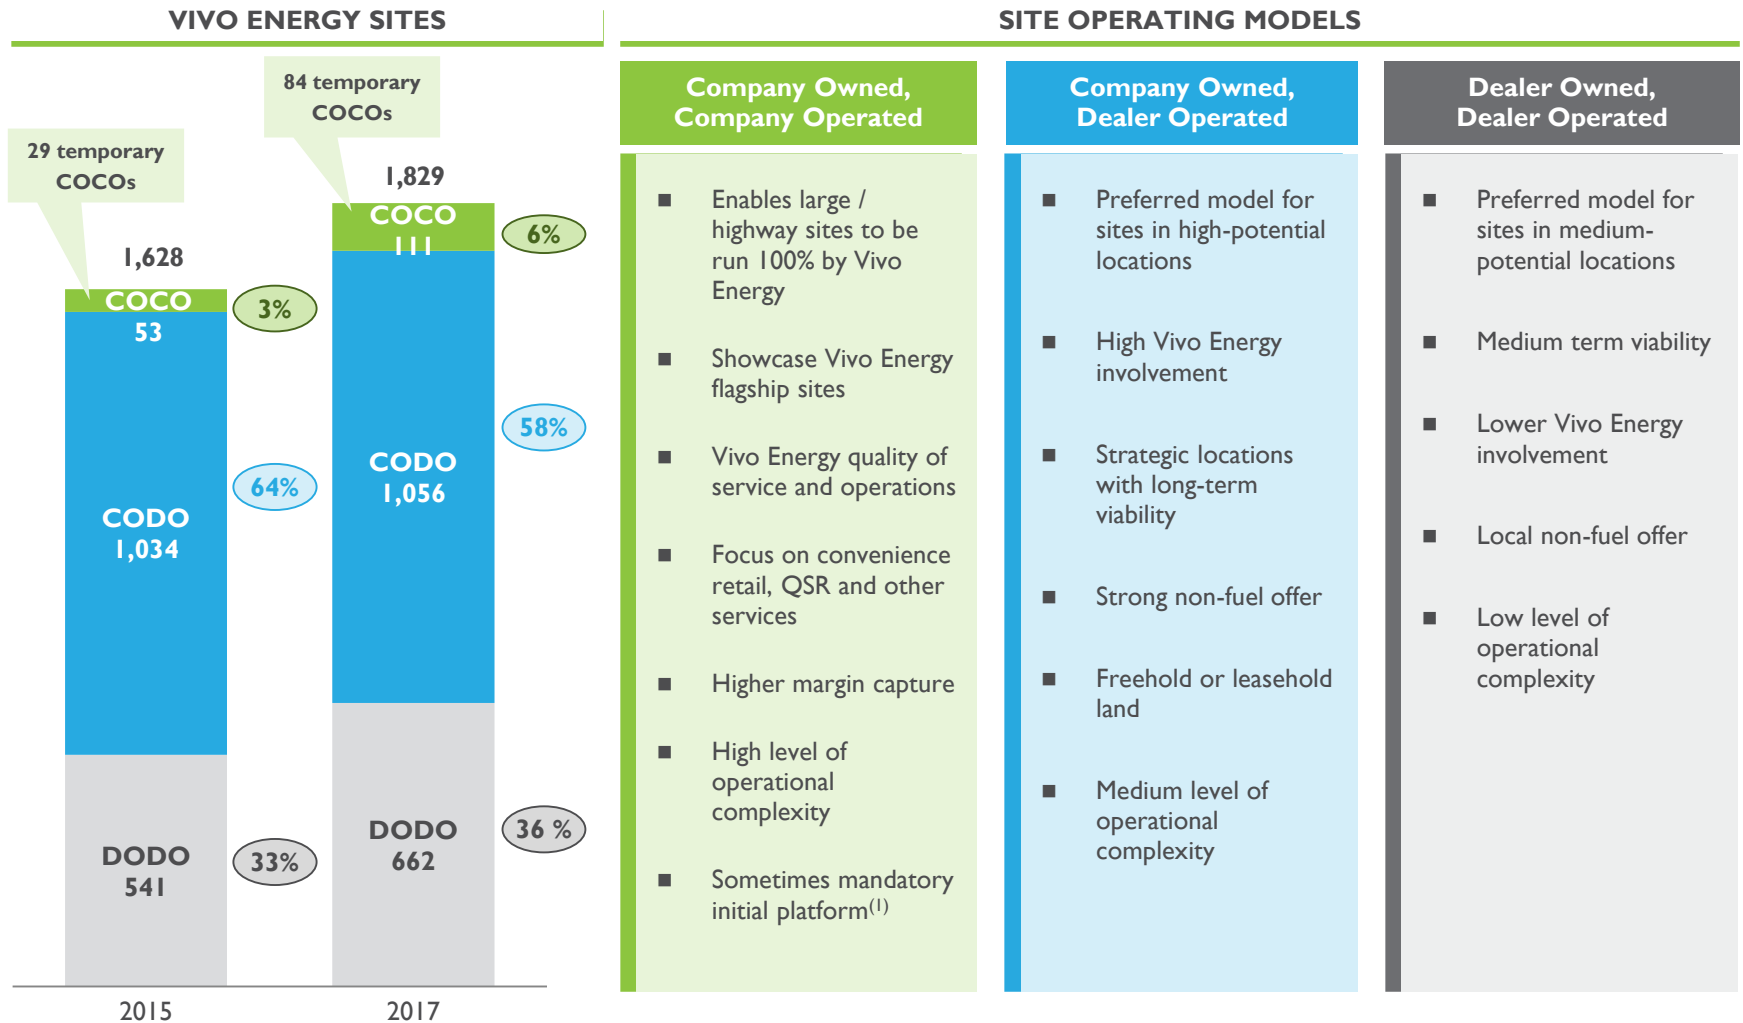 VIVO ENERGY SITES
84 temporary
COCOs
29 temporary
COCOs
1,829
COCO
111
6%
1,628
COCO
53
3%
58%
CODO
1,056
64%
CODO
1,034
36 %
DODO
662
33%
DODO
541
2015
2017
SITE OPERATING MODELS
Company Owned,
Company Operated
■ Enables large /
highway sites to be
run 100% by Vivo
Energy
■ Showcase Vivo Energy
flagship sites
■ Vivo Energy quality of
service and operations
■ Focus on convenience
retail, QSR and other
services
■ Higher margin capture
■ High level of
operational
complexity
■ Sometimes mandatory
initial platform(1)
Company Owned,
Dealer Operated
■ Preferred model for
sites in high-potential
locations
■ High Vivo Energy
involvement
■ Strategic locations
with long-term
viability
■ Strong non-fuel offer
■ Freehold or leasehold
land
■ Medium level of
operational
complexity
Dealer Owned,
Dealer Operated
■ Preferred model for
sites in medium-
potential locations
■ Medium term viability
■ Lower Vivo Energy
involvement
■ Local non-fuel offer
■ Low level of
operational
complexity